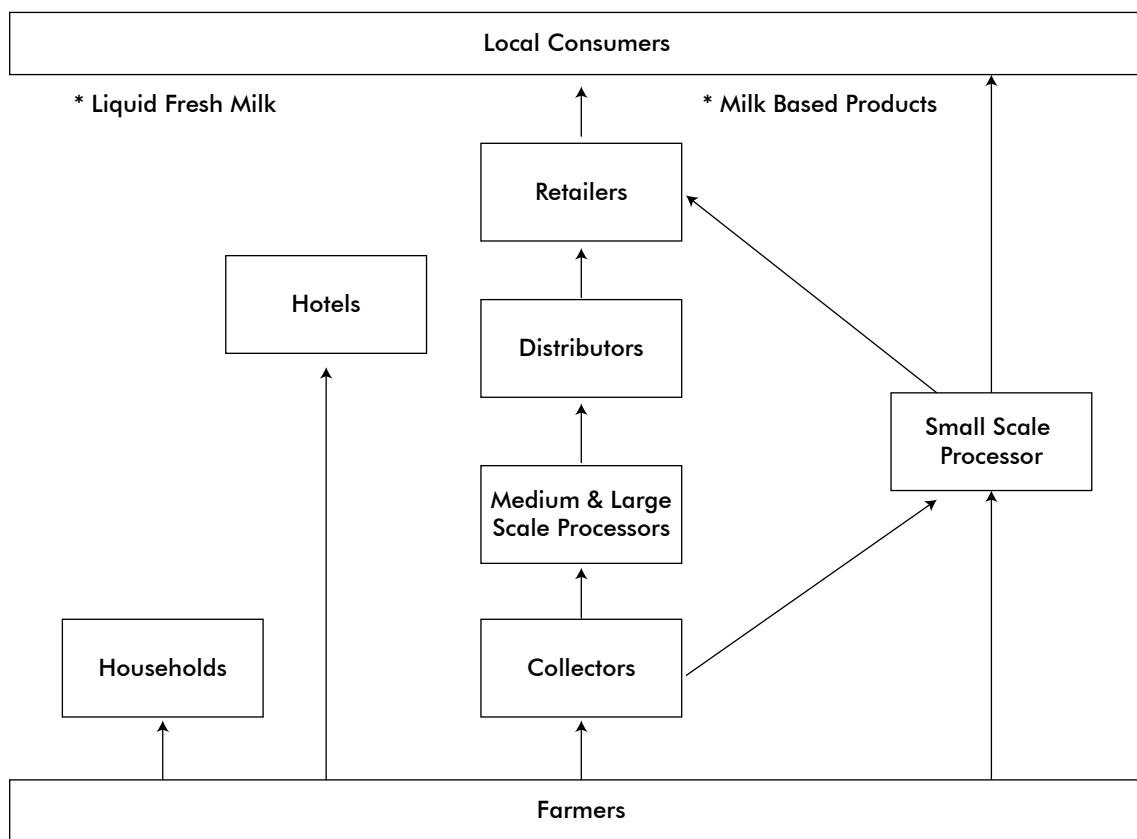 Local Consumers
* Liquid Fresh Milk
* Milk Based Products
Retailers
Hotels
Distributors
Small Scale
Processor
Medium & Large
Scale Processors
Households
Collectors
Farmers